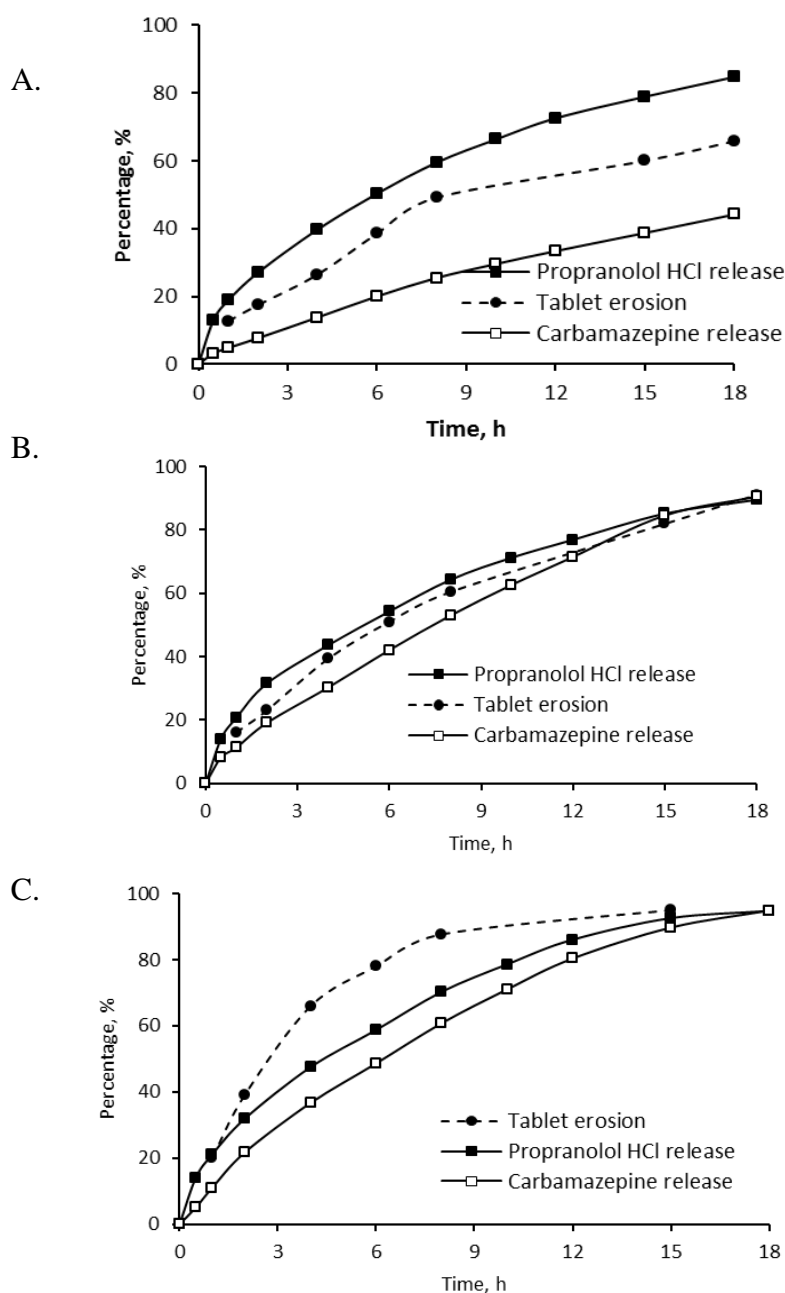 A.
100
80
60
40
20
0
Percentage, %
0 3 6 9 12 15 18
Time, h
Propranolol HCl release
Tablet erosion
Carbamazepine release
B.
100
80
60
40
20
0
Percentage, %
0 3 6 9 12 15 18
Time, h
Propranolol HCl release
Tablet erosion
Carbamazepine release
C.
100
80
60
40
20
0
Percentage, %
0 3 6 9 12 15 18
Time, h
Tablet erosion
Propranolol HCl release
Carbamazepine release